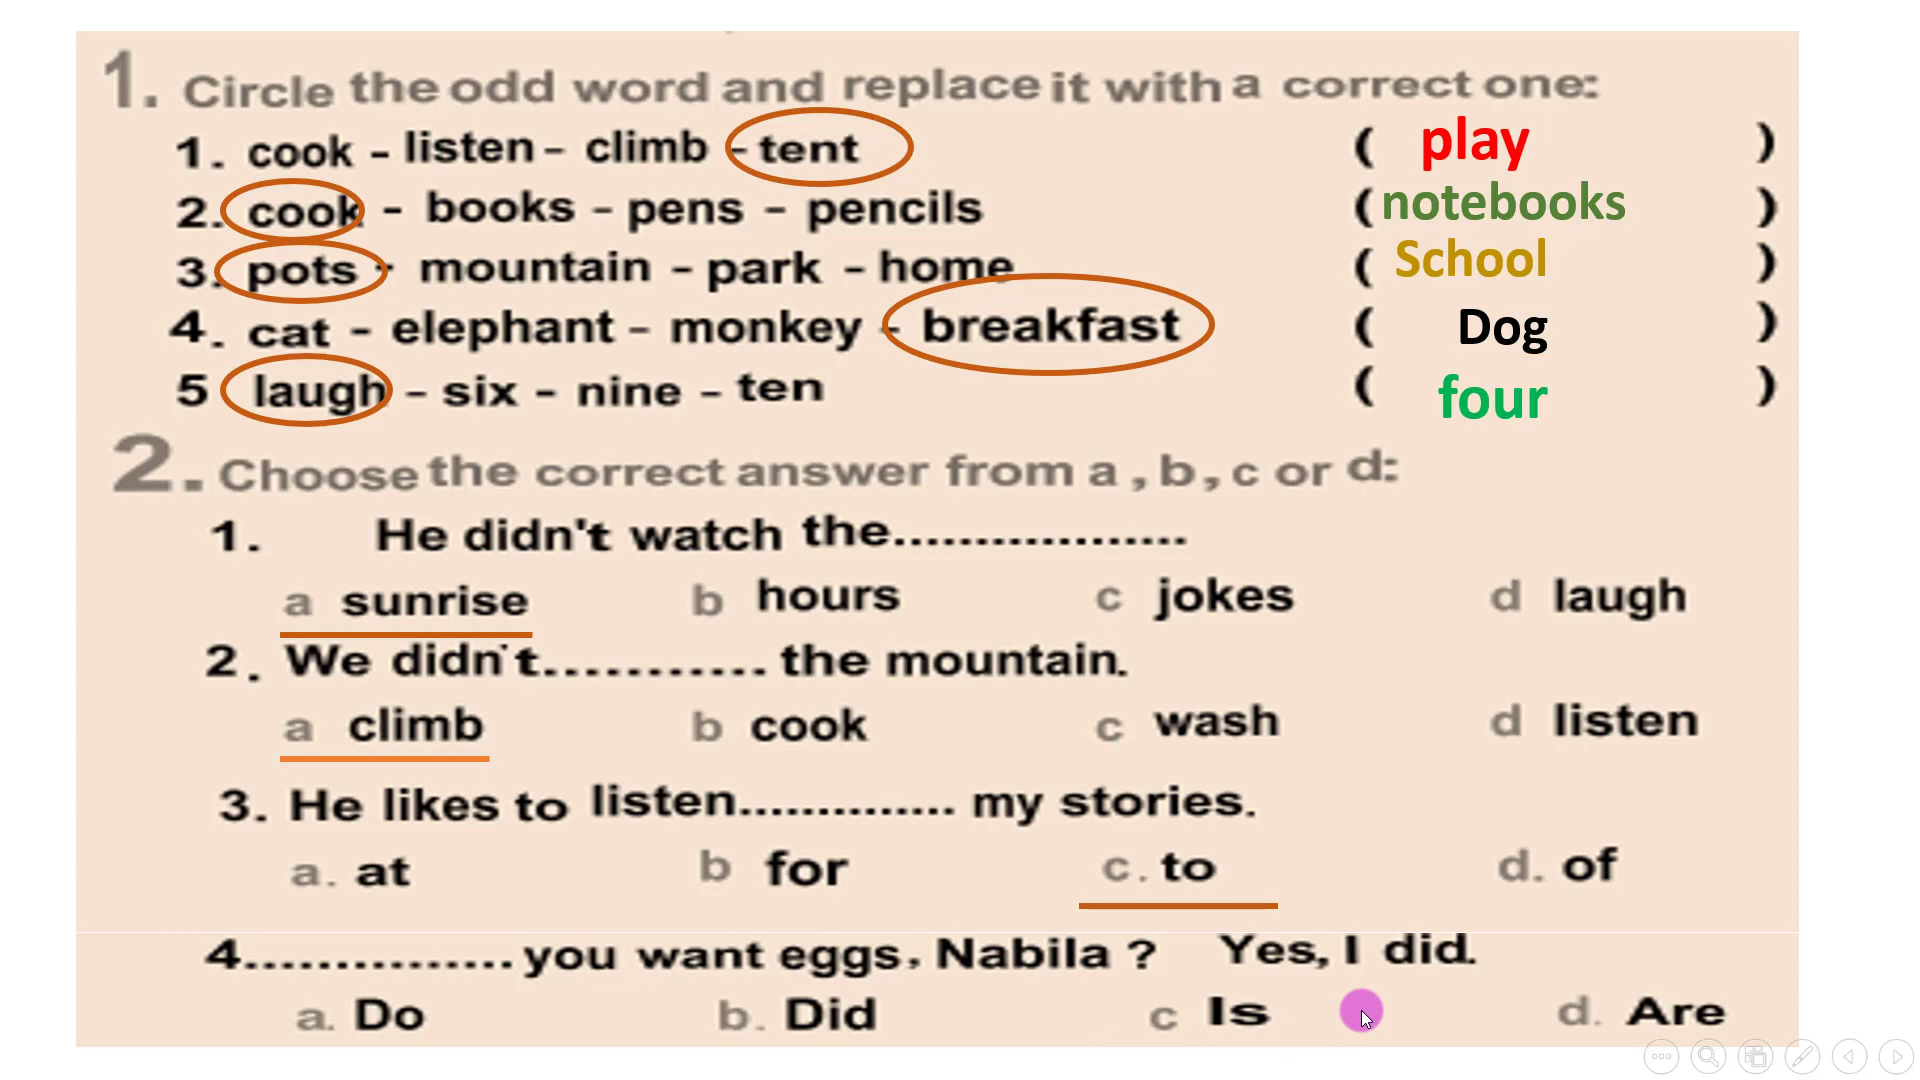 1. Circle the odd word and replace it with a correct one:
1. cook - listen - climb - tent ( play )
2. cook - books - pens - pencils ( notebooks )
3. pots - mountain - park - home ( School )
4. cat - elephant - monkey - breakfast ( Dog )
5 laugh - six - nine - ten ( four )
2. Choose the correct answer from a , b , c or d:
1. He didn't watch the..................
a sunrise b hours c jokes d laugh
2. We didn't........... the mountain.
a climb b cook c wash d listen
3. He likes to listen.............. my stories.
a. at b for c. to d. of
4............... you want eggs, Nabila ? Yes, I did.
a. Do b. Did c Is d. Are